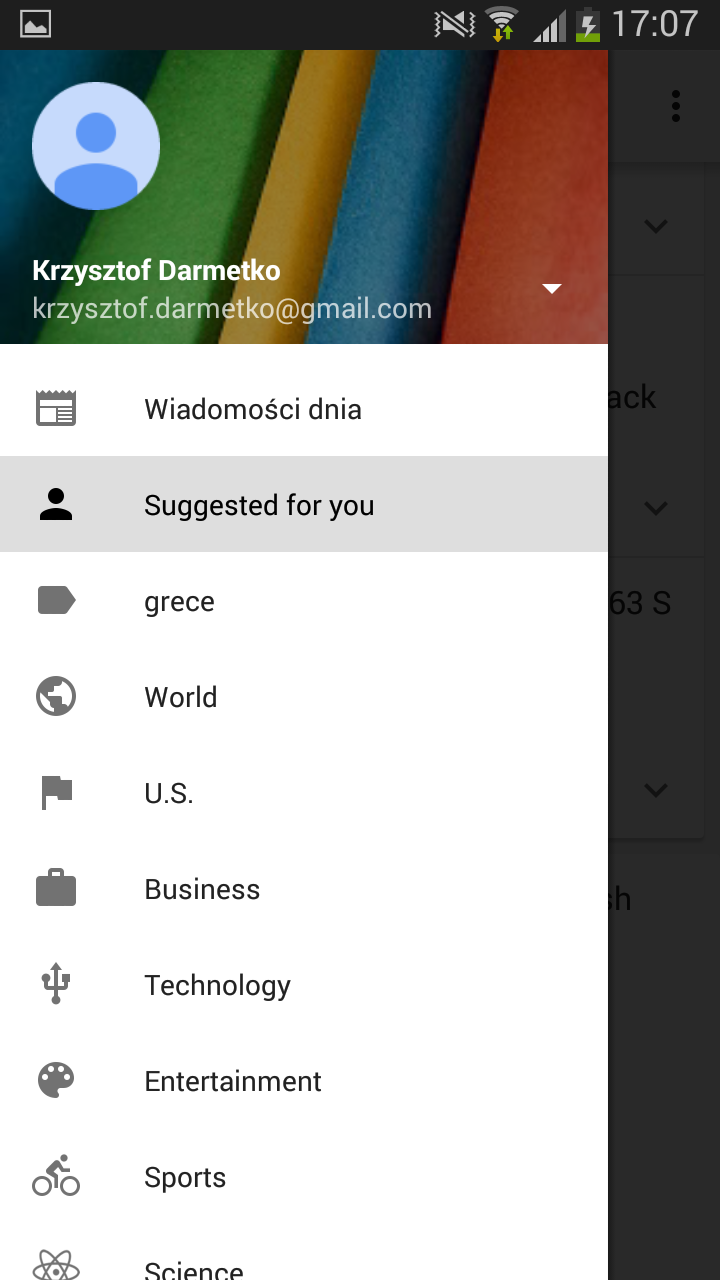 17:07
Krzysztof Darmetko
krzysztof.darmetko@gmail.com
Wiadomości dnia
ack
Suggested for you
grece
63 S
World
U.S.
Business
sh
Technology
Entertainment
Sports
Science